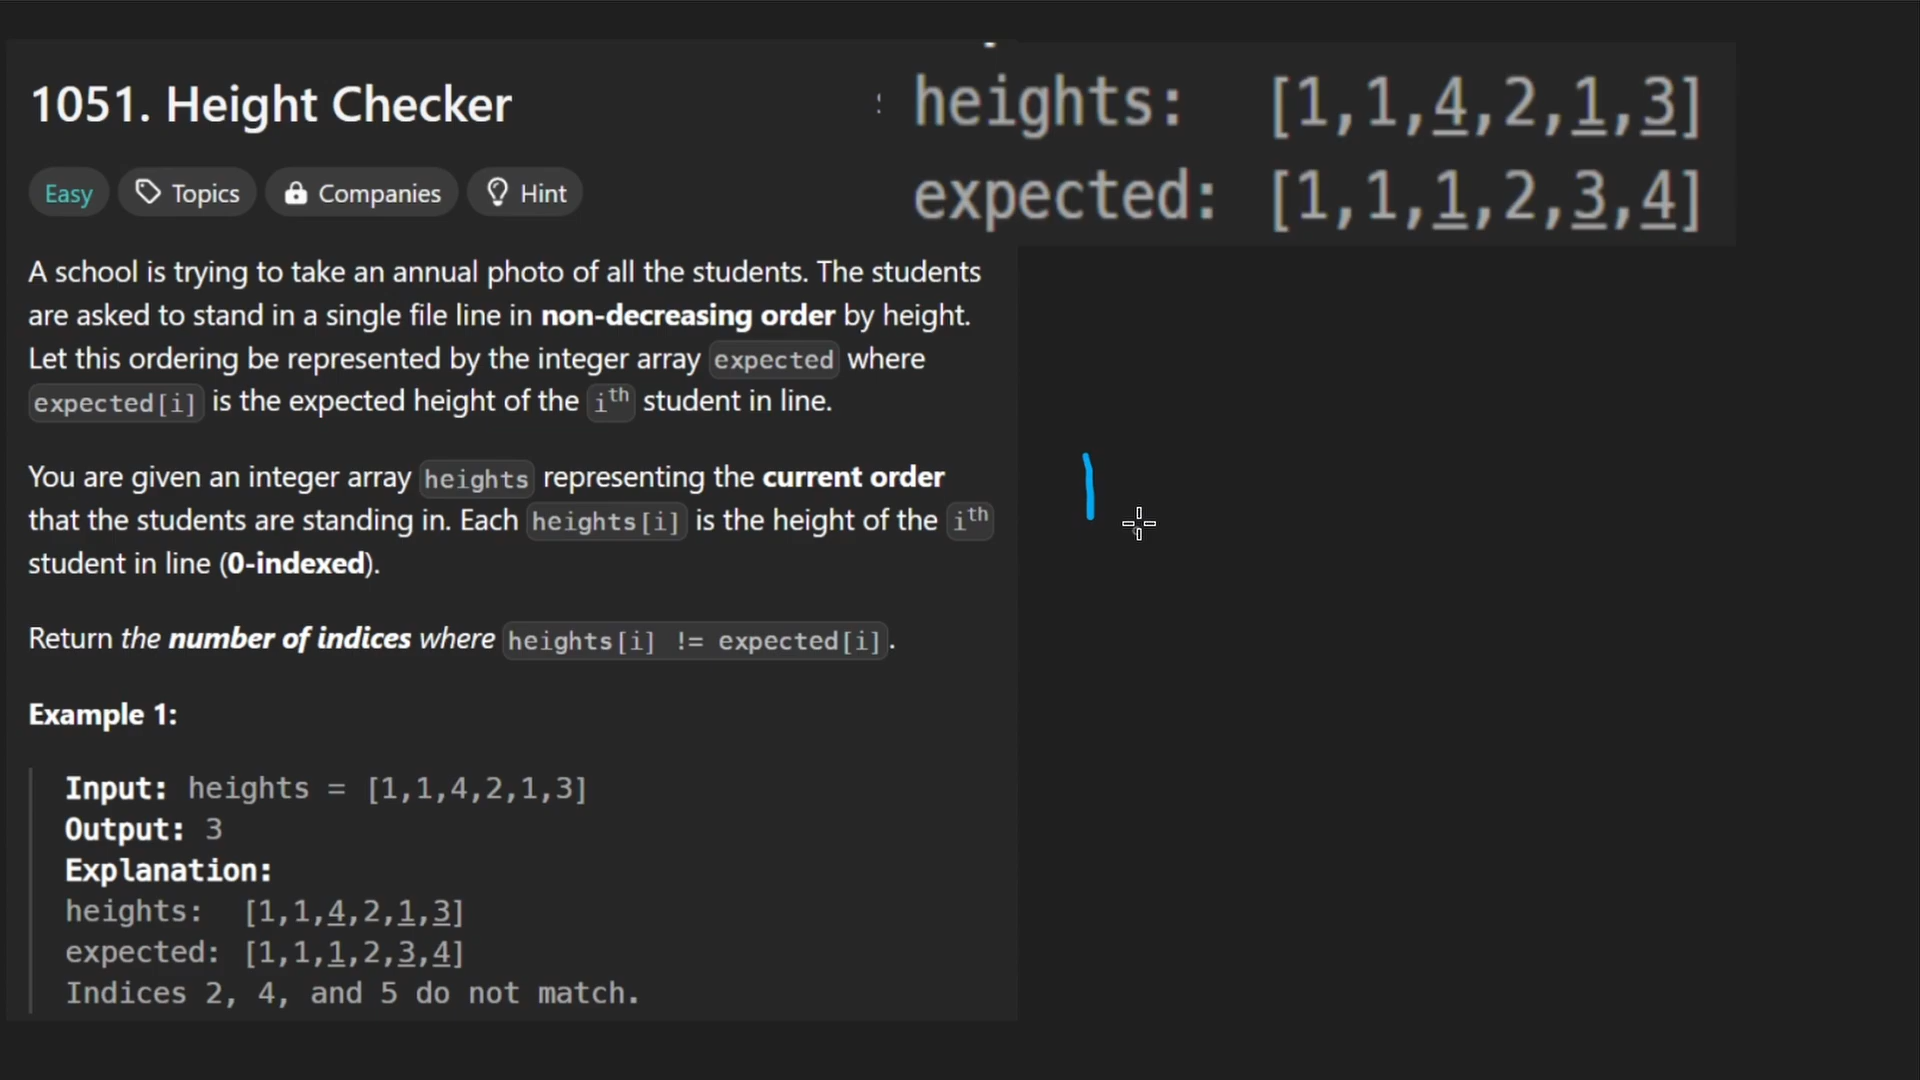 1051. Height Checker
Easy Topics Companies Hint
heights: [1,1,4,2,1,3]
expected: [1,1,1,2,3,4]
A school is trying to take an annual photo of all the students. The students
are asked to stand in a single file line in non-decreasing order by height.
Let this ordering be represented by the integer array expected where
expected[i] is the expected height of the ith student in line.
You are given an integer array heights representing the current order
that the students are standing in. Each heights[i] is the height of the ith
student in line (0-indexed).
Return the number of indices where heights[i] != expected[i].
Example 1:
Input: heights = [1,1,4,2,1,3]
Output: 3
Explanation:
heights: [1,1,4,2,1,3]
expected: [1,1,1,2,3,4]
Indices 2, 4, and 5 do not match.